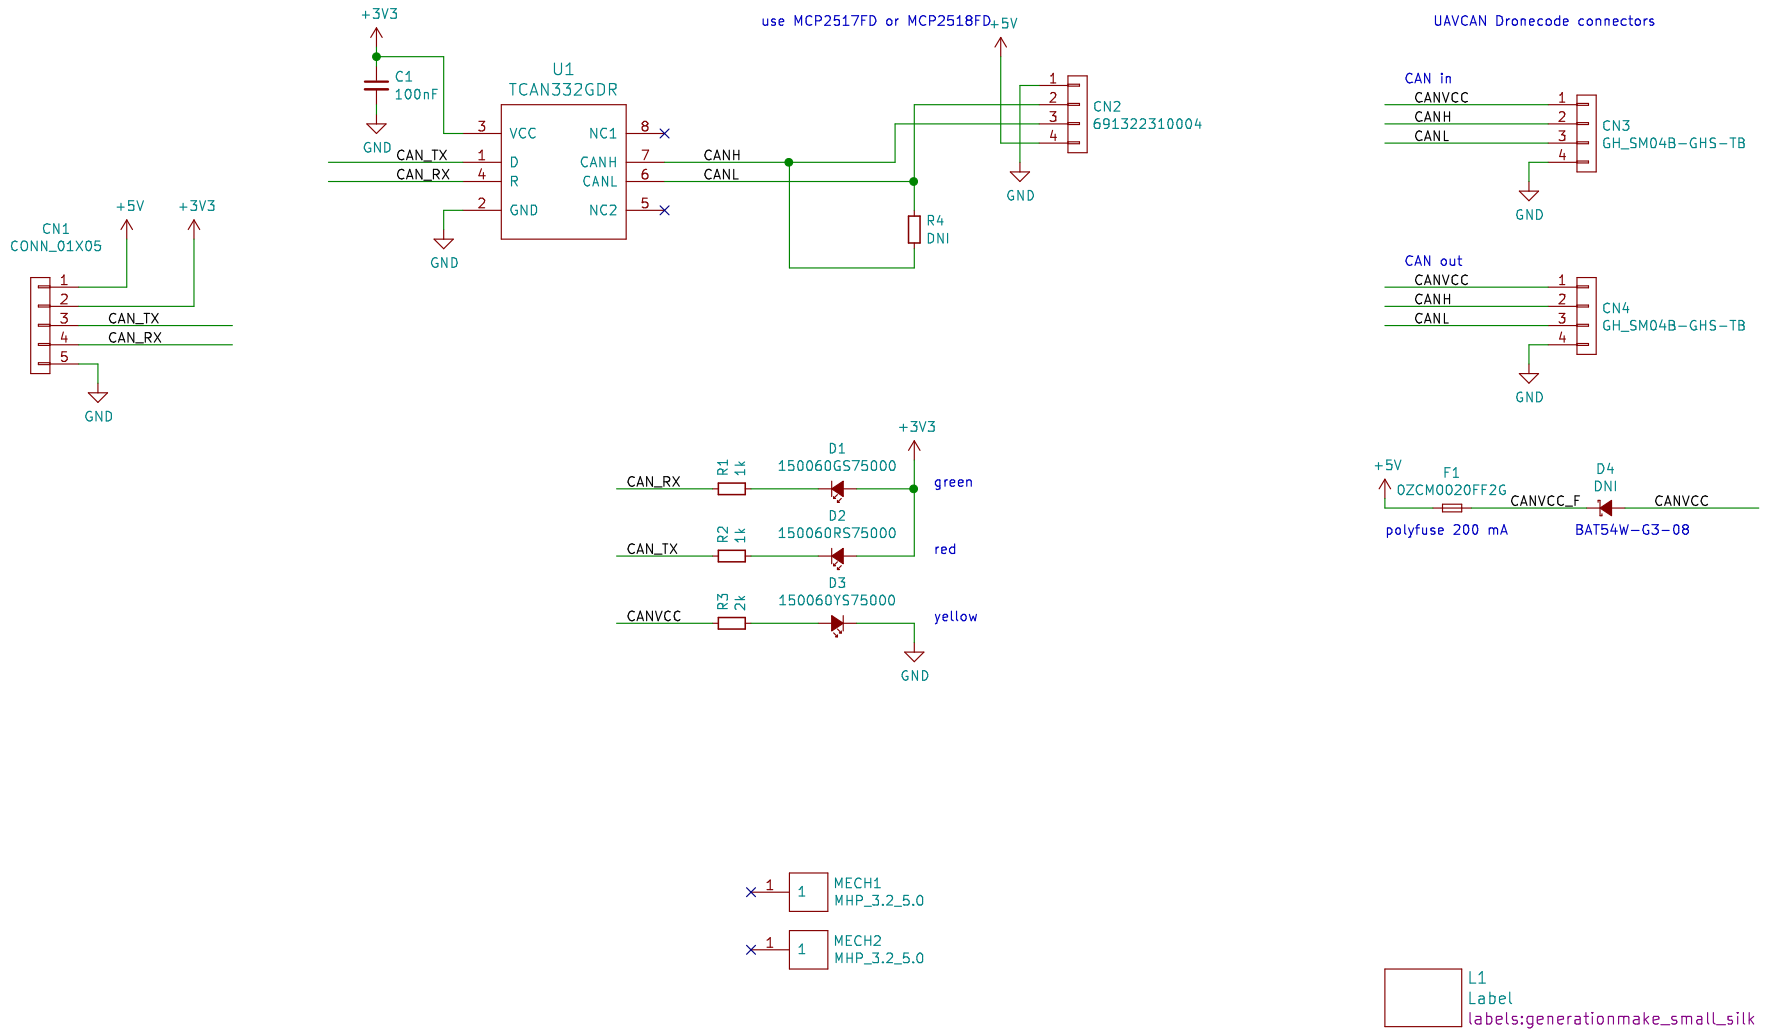 +3V3
C1
100nF
GND
use MCP2517FD or MCP2518FD
U1
TCAN332GDR
3 VCC NC1 8
CAN_TX 1 D CANH 7 CANH
CAN_RX 4 R CANL 6 CANL
2 GND NC2 5
GND
R4
DNI
+5V
1
2
3
4
CN2
691322310004
GND
UAVCAN Dronecode connectors
CAN in
CANVCC 1
CANH 2
CANL 3
4
CN3
GH_SM04B-GHS-TB
GND
CAN out
CANVCC 1
CANH 2
CANL 3
4
CN4
GH_SM04B-GHS-TB
GND
CN1
CONN_01X05
+5V
+3V3
1
2
3 CAN_TX
4 CAN_RX
5
GND
+3V3
CAN_RX
R1
1k
D1
150060GS75000
green
CAN_TX
R2
1k
D2
150060RS75000
red
CANVCC
R3
2k
D3
150060YS75000
yellow
GND
+5V
F1
0ZCM0020FF2G
polyfuse 200 mA
CANVCC_F
D4
DNI
BAT54W-G3-08
CANVCC
1 1
MECH1
MHP_3.2_5.0
1 1
MECH2
MHP_3.2_5.0
L1
Label
labels:generationmake_small_silk